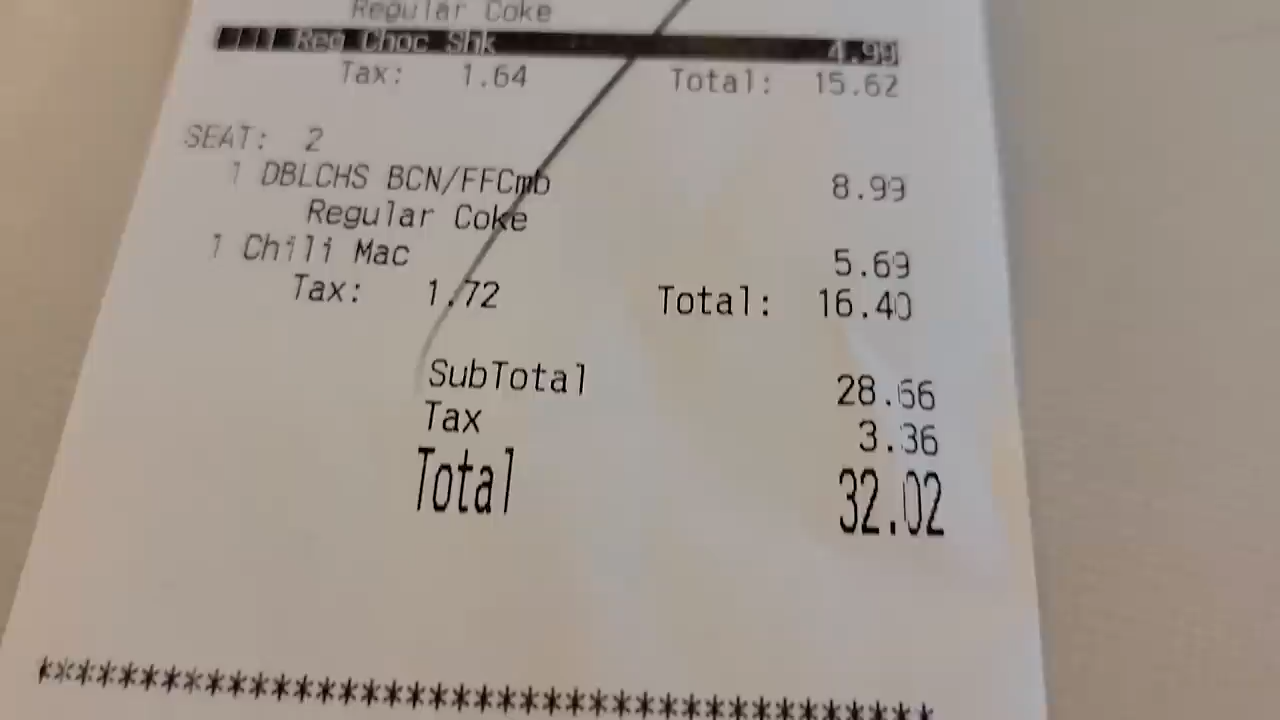 Regular Coke
1 Reg Choc Shk 4.99
Tax: 1.64 Total: 15.62
SEAT: 2
1 DBLCHS BCN/FFCmb 8.99
Regular Coke
1 Chili Mac 5.69
Tax: 1.72 Total: 16.40
SubTotal 28.66
Tax 3.36
Total 32.02
******************************************